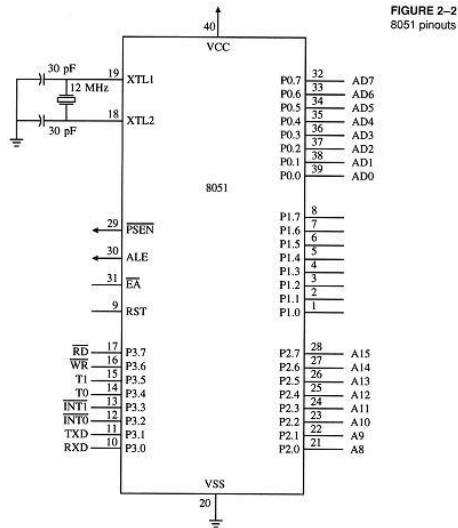 FIGURE 2–2
8051 pinouts
40
VCC
30 pF
19 XTL1
12 MHz
18 XTL2
30 pF
8051
P0.7 32 AD7
P0.6 33 AD6
P0.5 34 AD5
P0.4 35 AD4
P0.3 36 AD3
P0.2 37 AD2
P0.1 38 AD1
P0.0 39 AD0
29 PSEN
30 ALE
31 EA
9 RST
P1.7 8
P1.6 7
P1.5 6
P1.4 5
P1.3 4
P1.2 3
P1.1 2
P1.0 1
RD 17 P3.7
WR 16 P3.6
T1 15 P3.5
T0 14 P3.4
INT1 13 P3.3
INT0 12 P3.2
TXD 11 P3.1
RXD 10 P3.0
P2.7 28 A15
P2.6 27 A14
P2.5 26 A13
P2.4 25 A12
P2.3 24 A11
P2.2 23 A10
P2.1 22 A9
P2.0 21 A8
VSS
20